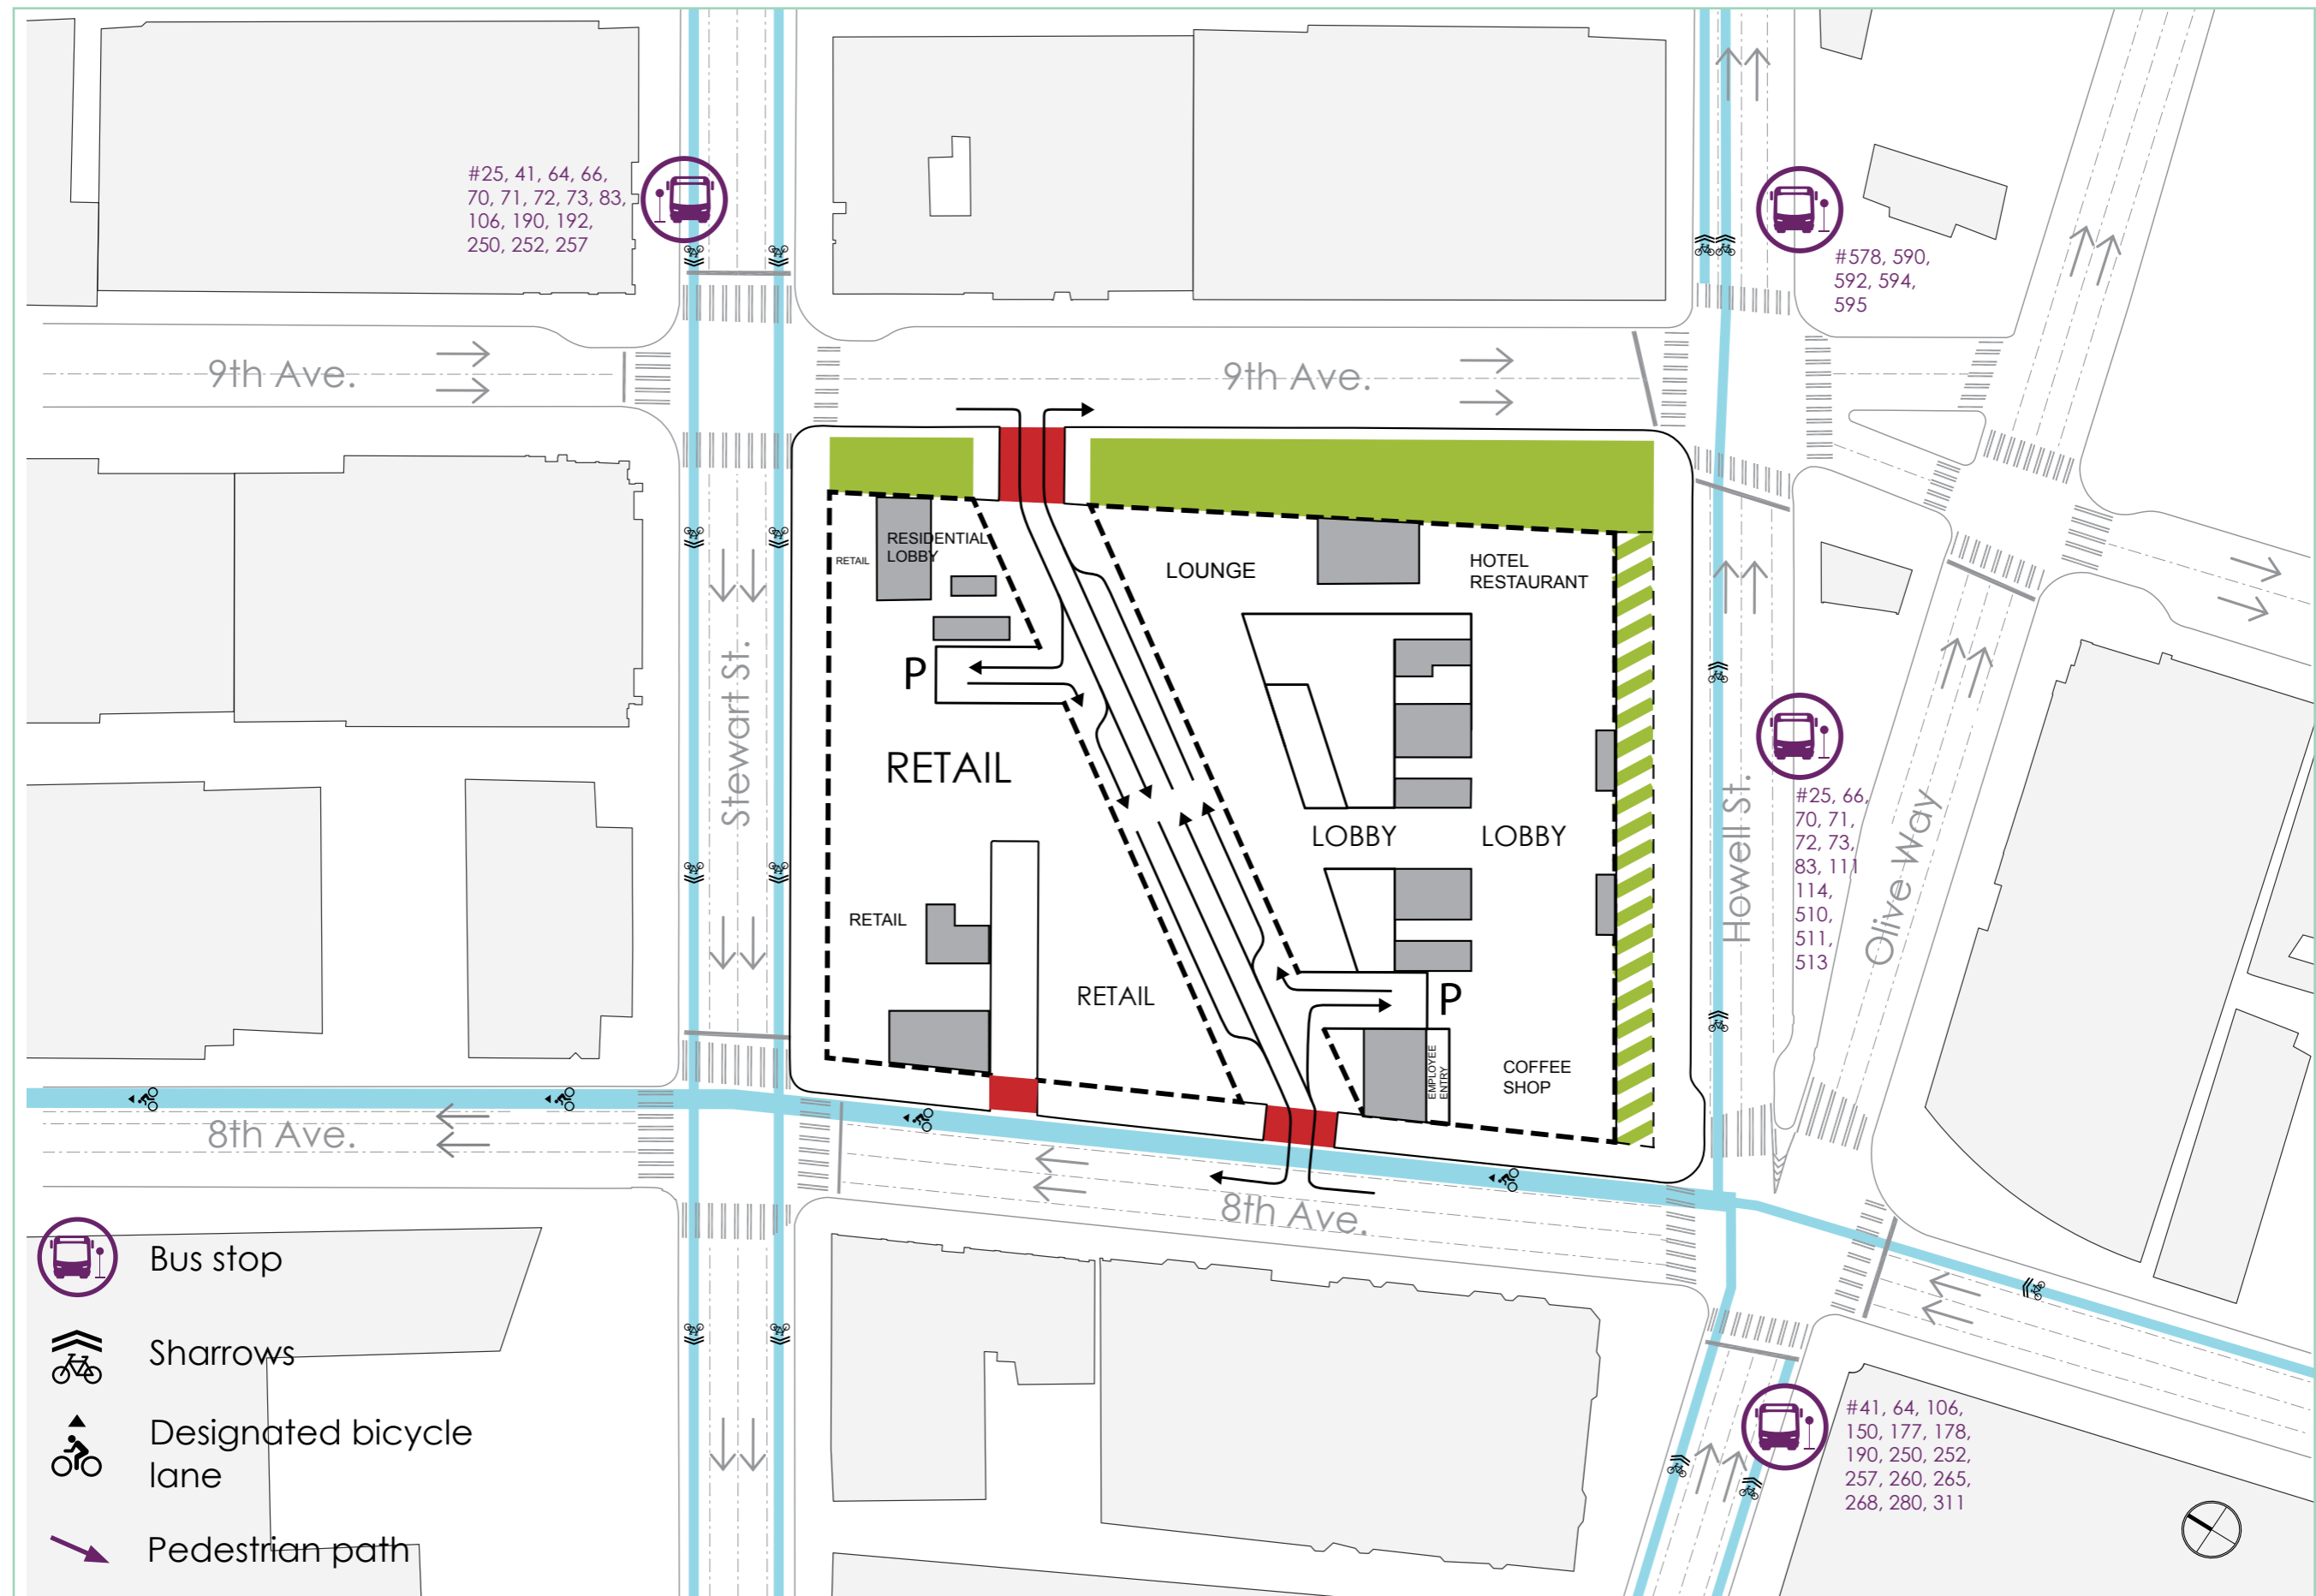 #25, 41, 64, 66,
70, 71, 72, 73, 83,
106, 190, 192,
250, 252, 257
#578, 590,
592, 594,
595
9th Ave.
9th Ave.
RETAIL
RESIDENTIAL
LOBBY
LOUNGE
HOTEL
RESTAURANT
P
Stewart St.
RETAIL
LOBBY
LOBBY
Howell St.
#25, 66,
70, 71,
72, 73,
83, 111
114,
510,
511,
513
Olive Way
RETAIL
RETAIL
P
EMPLOYEE
ENTRY
COFFEE
SHOP
8th Ave.
8th Ave.
Bus stop
Sharrows
Designated bicycle
lane
Pedestrian path
#41, 64, 106,
150, 177, 178,
190, 250, 252,
257, 260, 265,
268, 280, 311